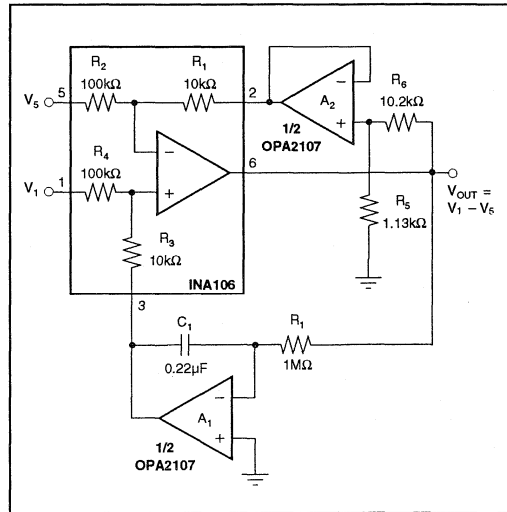 R2
100kΩ
R1
10kΩ
5
V5
2
−
A2
+
R6
10.2kΩ
1/2
OPA2107
R4
100kΩ
1
V1
−
+
6
VOUT =
V1 − V5
R5
1.13kΩ
R3
10kΩ
INA106
3
C1
0.22µF
R1
1MΩ
−
A1
+
1/2
OPA2107